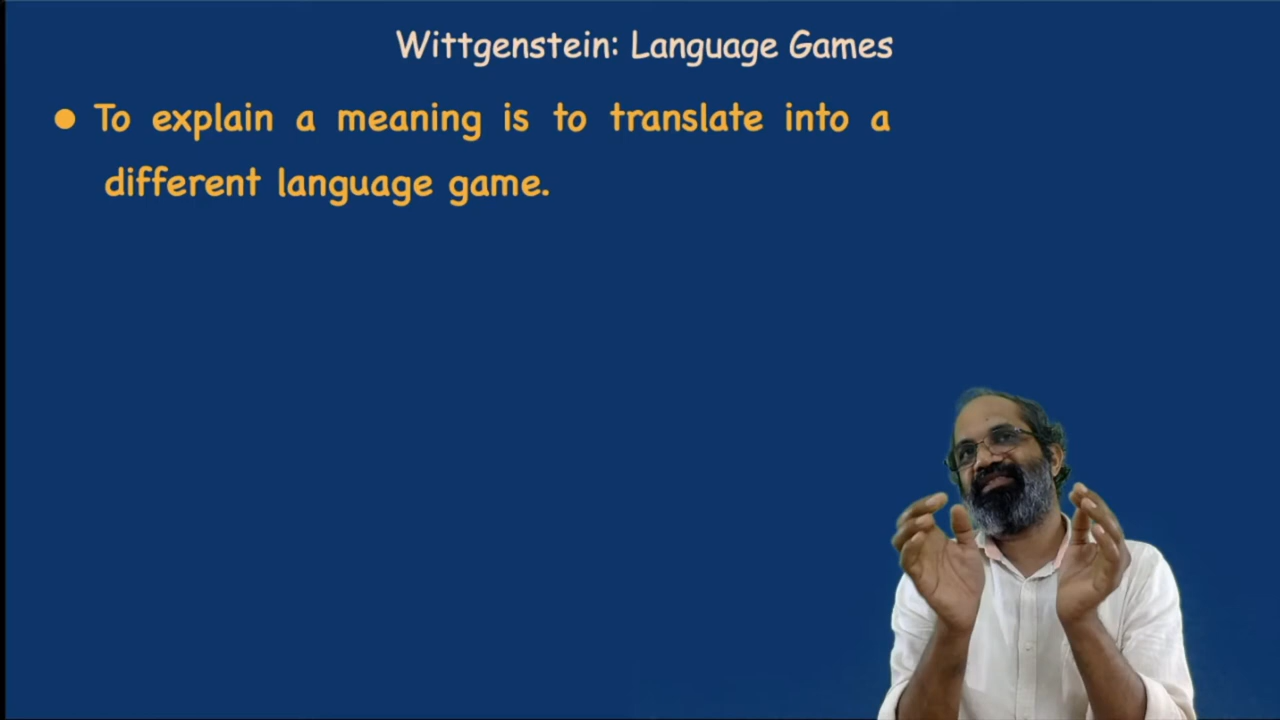 Wittgenstein: Language Games
● To explain a meaning is to translate into a
different language game.